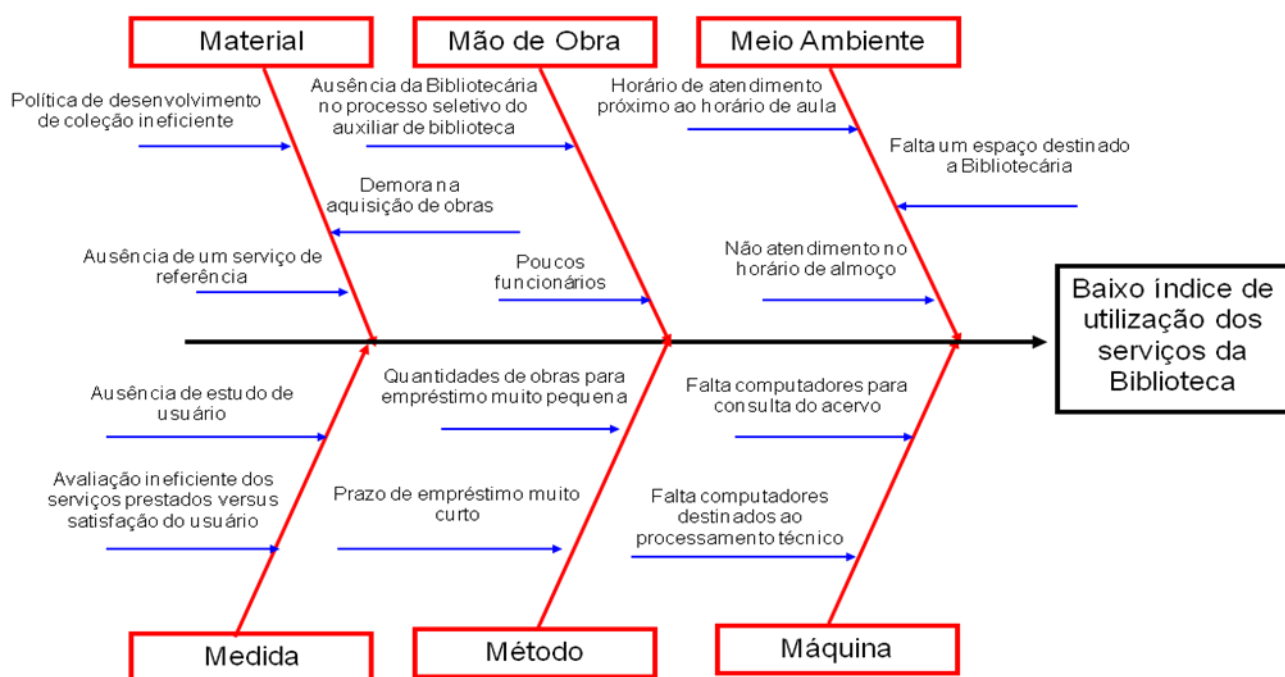 Material
Mão de Obra
Meio Ambiente
Política de desenvolvimento
de coleção ineficiente
Ausência da Bibliotecária
no processo seletivo do
auxiliar de biblioteca
Horário de atendimento
próximo ao horário de aula
Falta um espaço destinado
a Bibliotecária
Demora na
aquisição de obras
Ausência de um serviço de
referência
Poucos
funcionários
Não atendimento no
horário de almoço
Baixo índice de
utilização dos
serviços da
Biblioteca
Ausência de estudo de
usuário
Quantidades de obras para
empréstimo muito pequena
Falta computadores para
consulta do acervo
Avaliação ineficiente dos
serviços prestados versus
satisfação do usuário
Prazo de empréstimo muito
curto
Falta computadores
destinados ao
processamento técnico
Medida
Método
Máquina